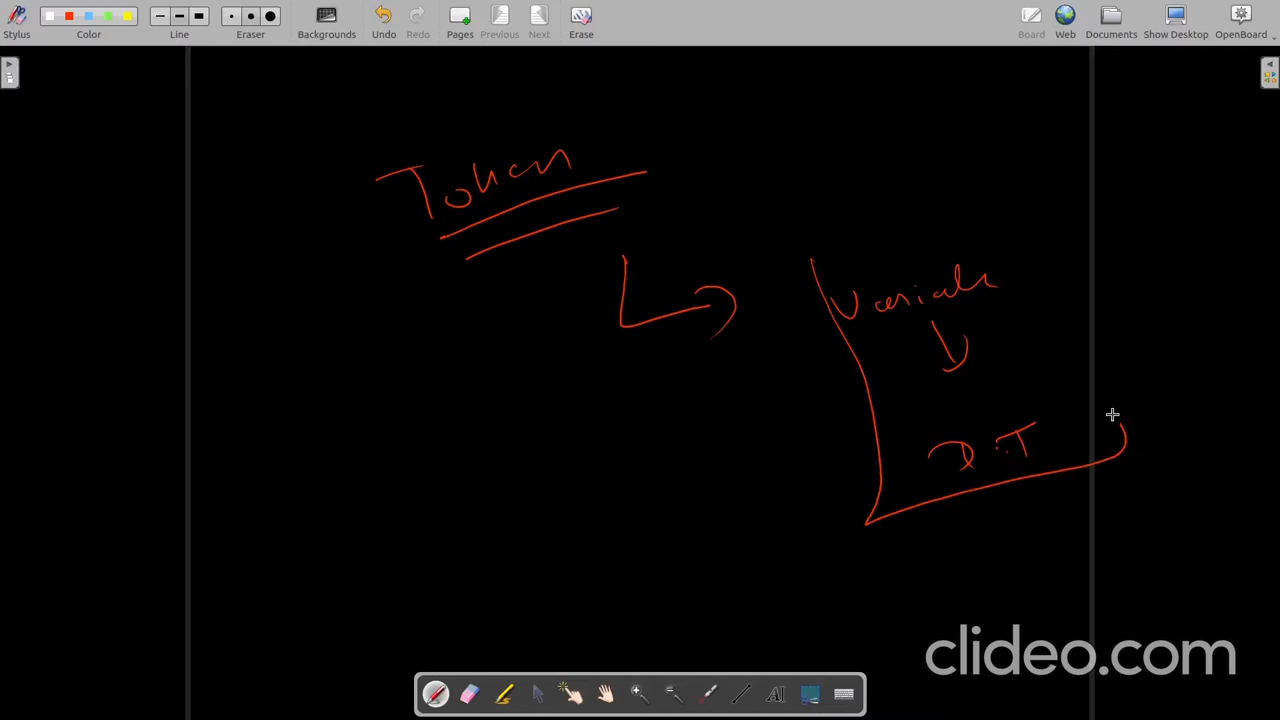 Stylus Color Line Eraser Backgrounds Undo Redo Pages Previous Next Erase Board Web Documents Show Desktop OpenBoard
Token
Variable
D.T
clideo.com
AI